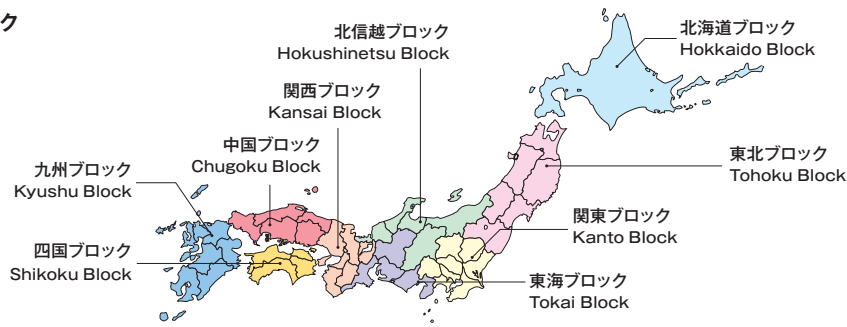 ク
北海道ブロック
Hokkaido Block
北信越ブロック
Hokushinetsu Block
関西ブロック
Kansai Block
中国ブロック
Chugoku Block
東北ブロック
Tohoku Block
九州ブロック
Kyushu Block
関東ブロック
Kanto Block
四国ブロック
Shikoku Block
東海ブロック
Tokai Block